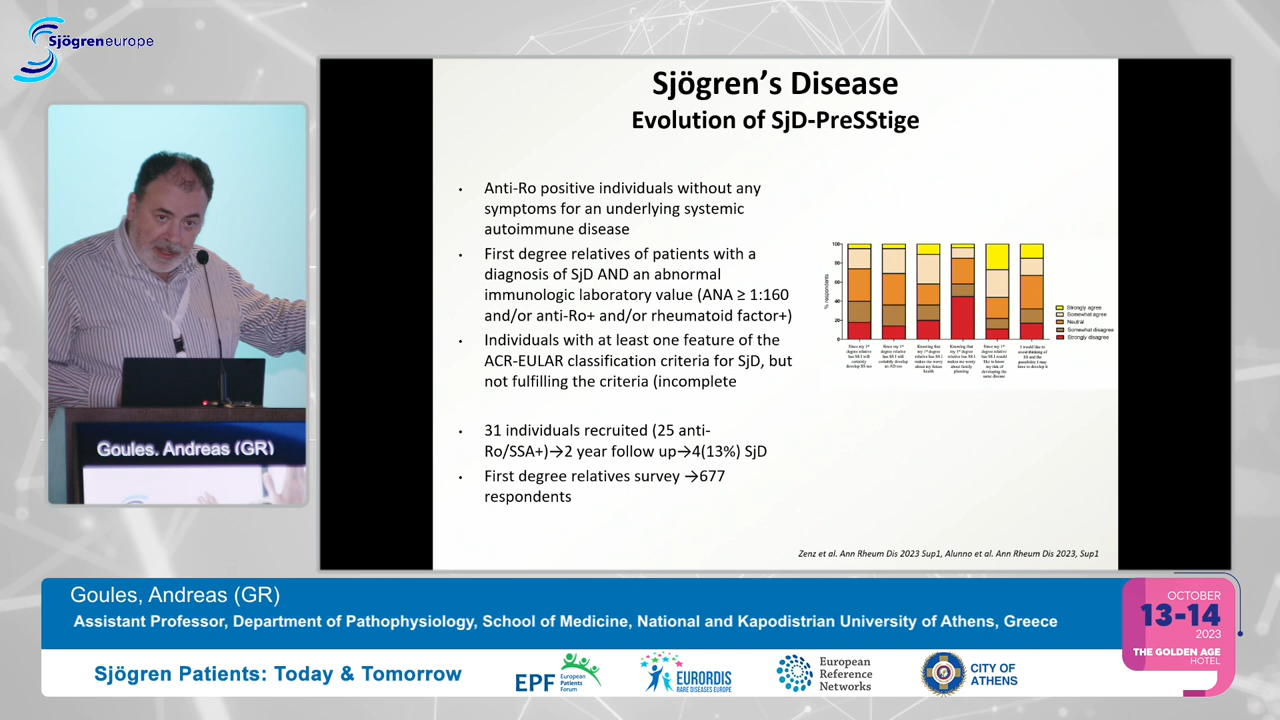 Sjögreneurope
Sjögren's Disease
Evolution of SjD-PreSStige
• Anti-Ro positive individuals without any
symptoms for an underlying systemic
autoimmune disease
• First degree relatives of patients with a
diagnosis of SjD AND an abnormal
immunologic laboratory value (ANA ≥ 1:160
and/or anti-Ro+ and/or rheumatoid factor+)
• Individuals with at least one feature of the
ACR-EULAR classification criteria for SjD, but
not fulfilling the criteria (incomplete
• 31 individuals recruited (25 anti-
Ro/SSA+)→2 year follow up→4(13%) SjD
• First degree relatives survey →677
respondents
% respondents
100
80
60
40
20
0
Strongly agree
Somewhat agree
Neutral
Somewhat disagree
Strongly disagree
Zenz et al. Ann Rheum Dis 2023 Sup1, Alunno et al. Ann Rheum Dis 2023, Sup1
Goules, Andreas (GR)
Goules, Andreas (GR)
Assistant Professor, Department of Pathophysiology, School of Medicine, National and Kapodistrian University of Athens, Greece
Sjögren Patients: Today & Tomorrow
EPF
European
Patients
Forum
EURORDIS
RARE DISEASES EUROPE
European
Reference
Networks
CITY OF
ATHENS
OCTOBER
13-14
2023
THE GOLDEN AGE
HOTEL